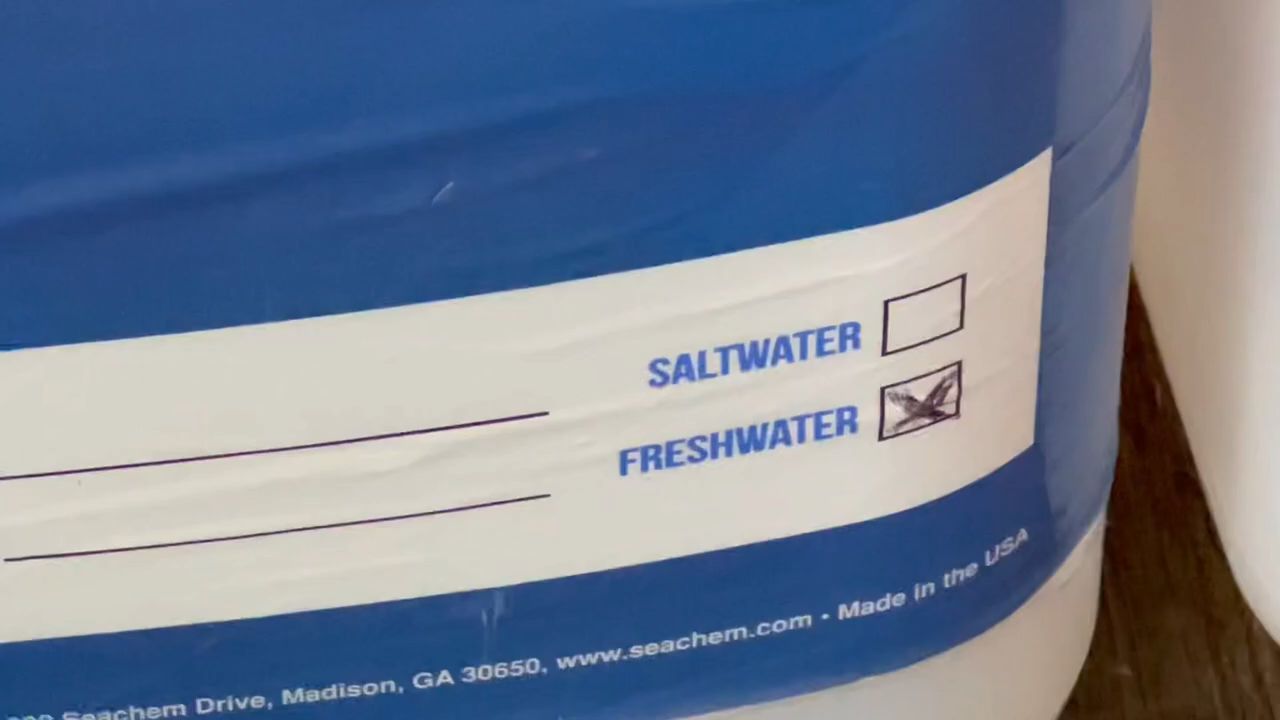 SALTWATER
FRESHWATER
Seachem Drive, Madison, GA 30650, www.seachem.com • Made in the USA